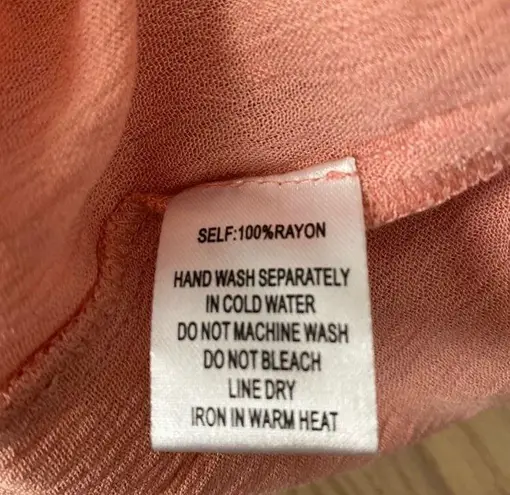 SELF:100%RAYON
HAND WASH SEPARATELY
IN COLD WATER
DO NOT MACHINE WASH
DO NOT BLEACH
LINE DRY
IRON IN WARM HEAT